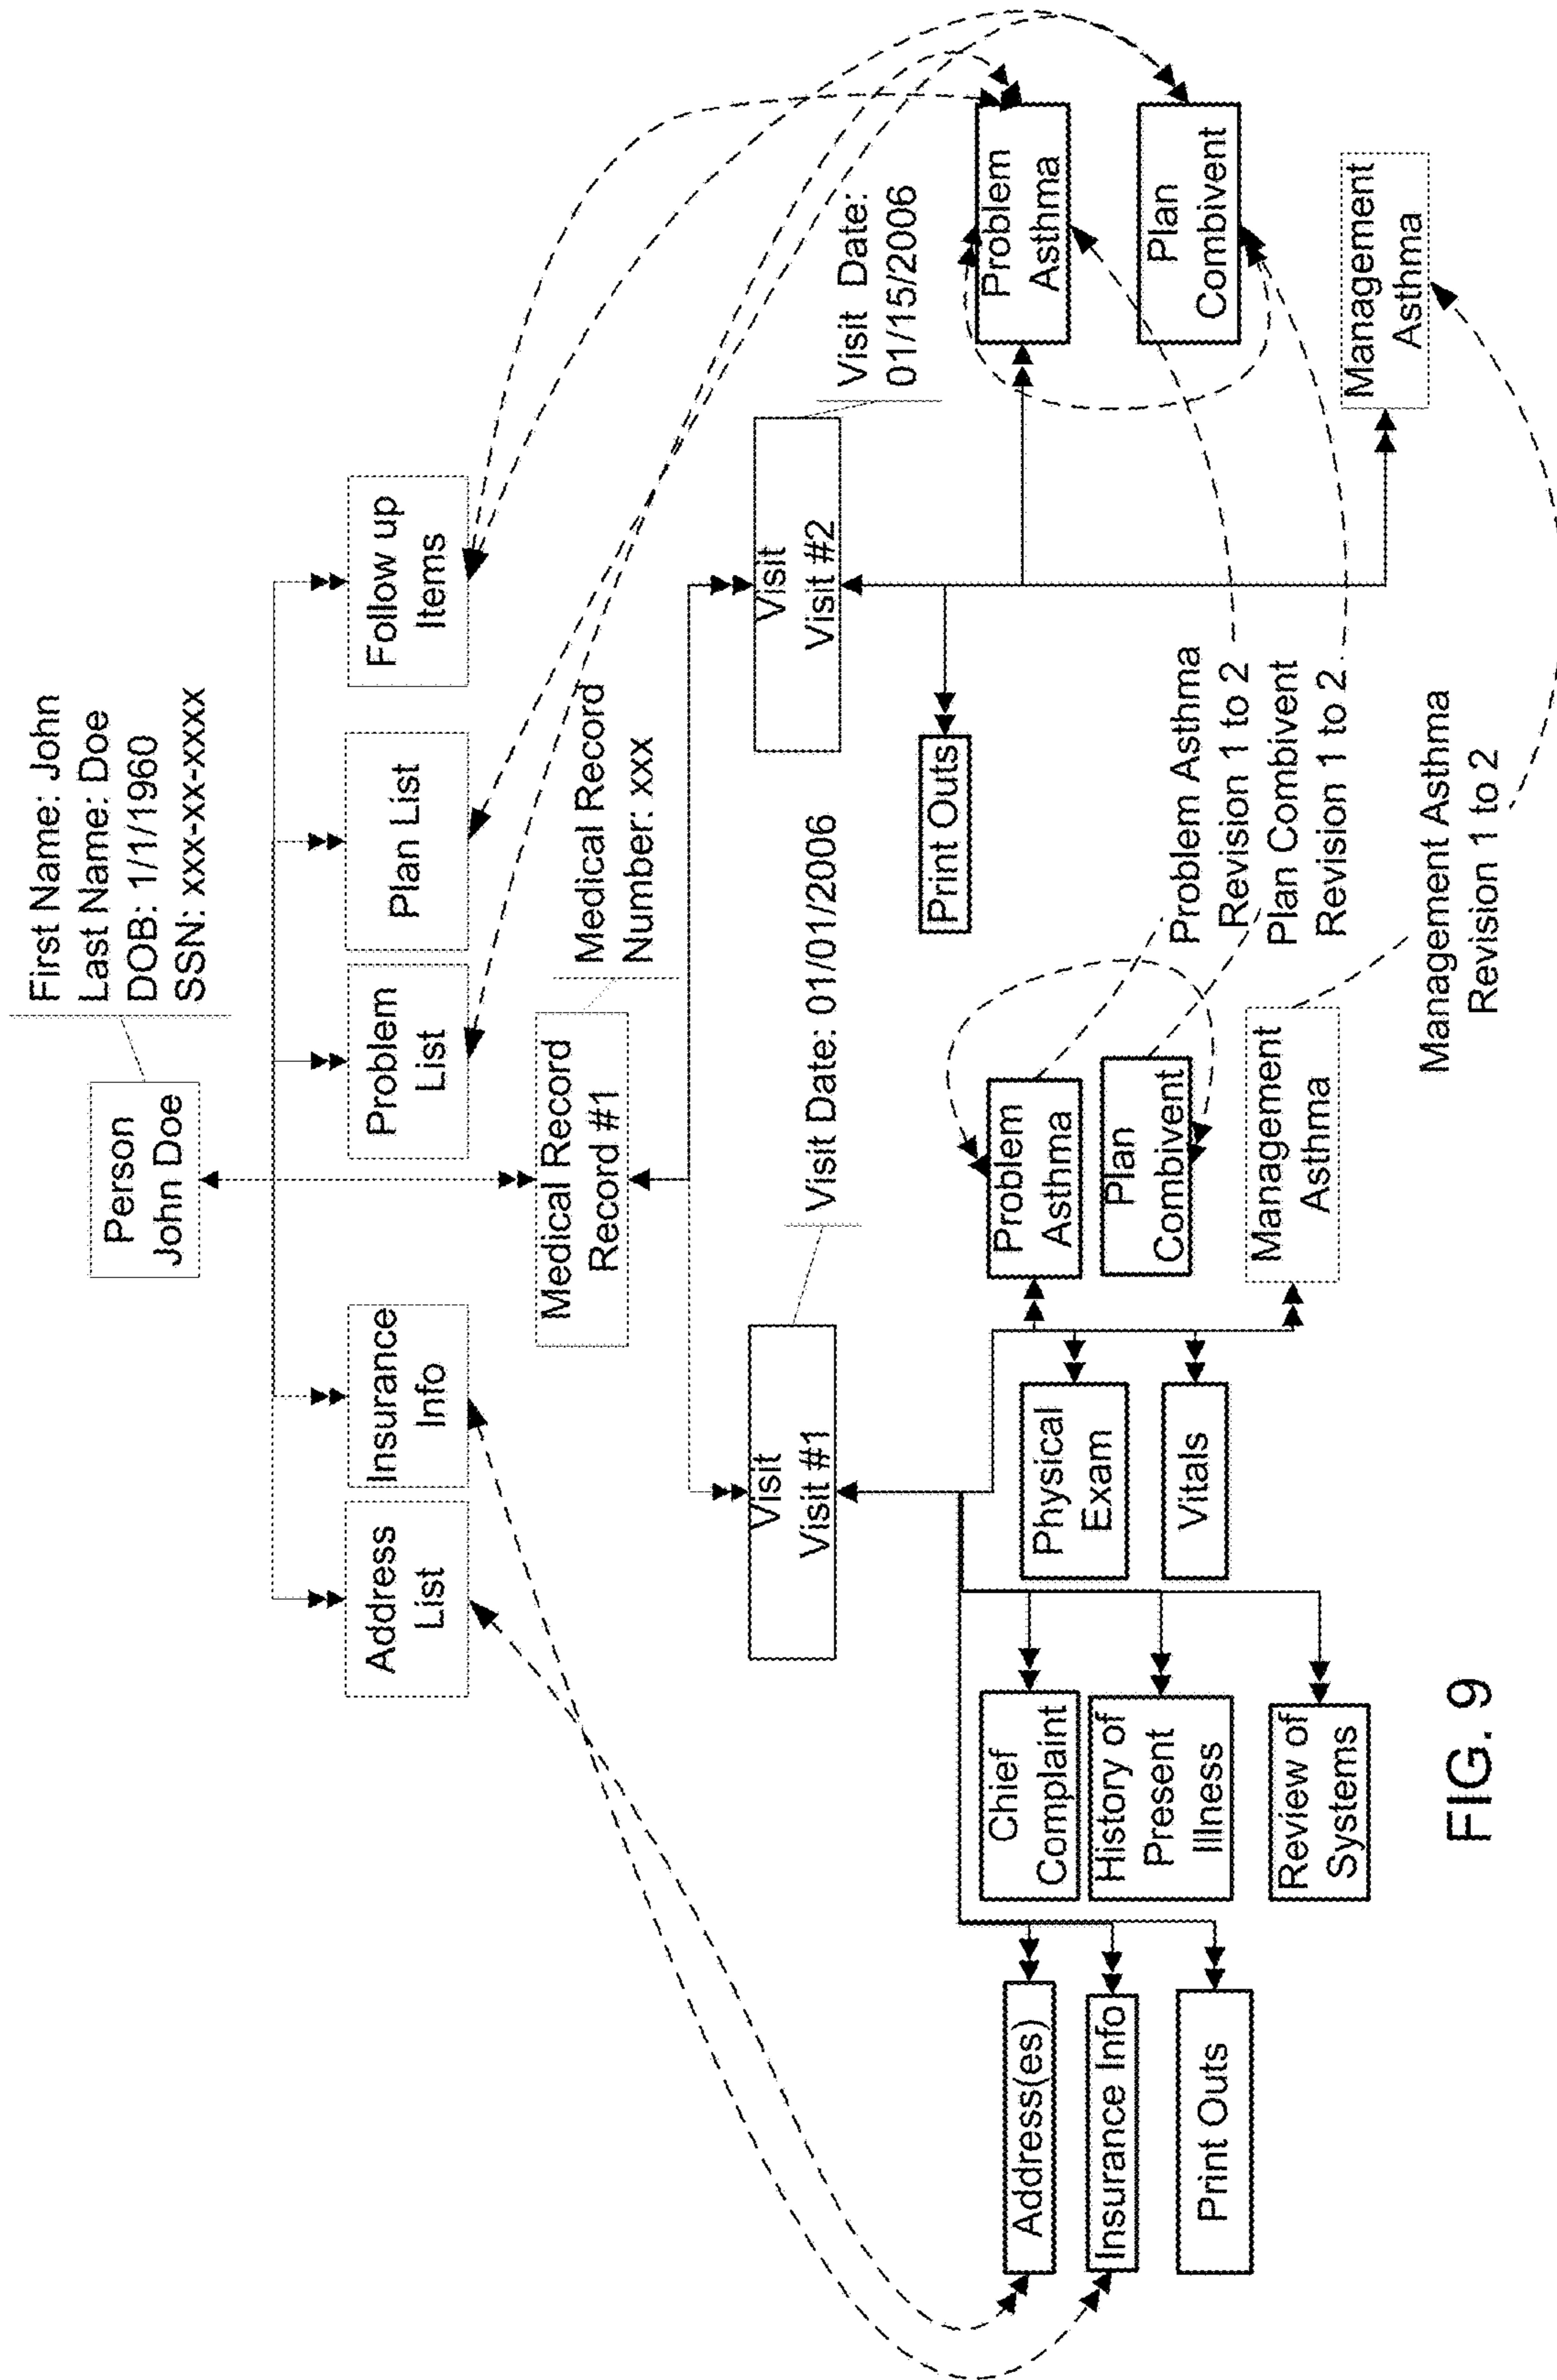 First Name: John
Last Name: Doe
DOB: 1/1/1960
SSN: xxx-xx-xxxx
Person
John Doe
Address
List
Insurance
Info
Problem
List
Plan List
Follow up
Items
Medical Record
Record #1
Medical Record
Number: xxx
Visit
Visit #1
Visit Date: 01/01/2006
Visit
Visit #2
Visit Date:
01/15/2006
Address(es)
Insurance Info
Print Outs
Chief
Complaint
History of
Present
Illness
Review of
Systems
Physical
Exam
Vitals
Problem
Asthma
Plan
Combivent
Management
Asthma
Print Outs
Problem Asthma
Revision 1 to 2
Plan Combivent
Revision 1 to 2
Management Asthma
Revision 1 to 2
Problem
Asthma
Plan
Combivent
Management
Asthma
FIG. 9